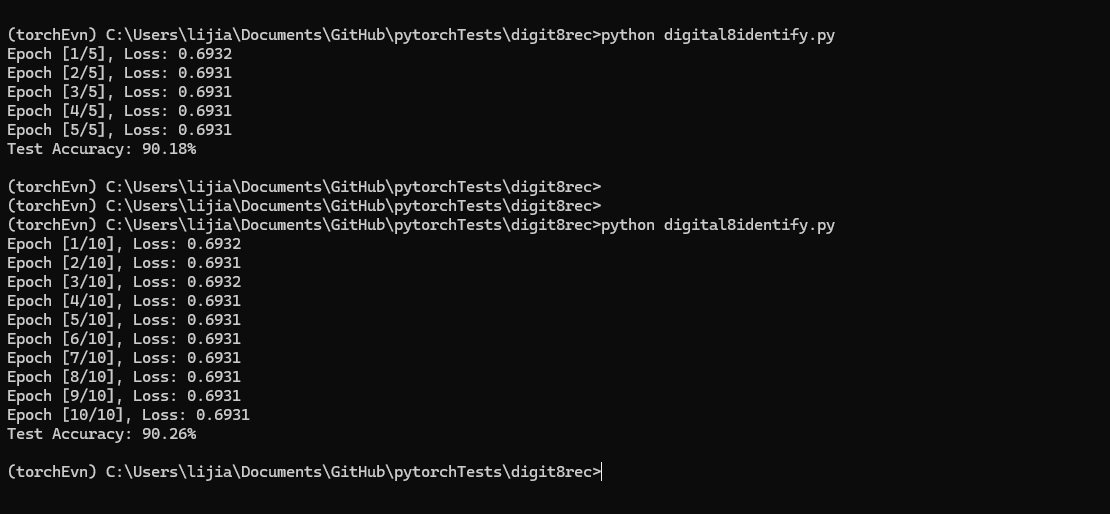 (torchEvn) C:\Users\lijia\Documents\GitHub\pytorchTests\digit8rec>python digital8identify.py
Epoch [1/5], Loss: 0.6932
Epoch [2/5], Loss: 0.6931
Epoch [3/5], Loss: 0.6931
Epoch [4/5], Loss: 0.6931
Epoch [5/5], Loss: 0.6931
Test Accuracy: 90.18%
(torchEvn) C:\Users\lijia\Documents\GitHub\pytorchTests\digit8rec>
(torchEvn) C:\Users\lijia\Documents\GitHub\pytorchTests\digit8rec>
(torchEvn) C:\Users\lijia\Documents\GitHub\pytorchTests\digit8rec>python digital8identify.py
Epoch [1/10], Loss: 0.6932
Epoch [2/10], Loss: 0.6931
Epoch [3/10], Loss: 0.6932
Epoch [4/10], Loss: 0.6931
Epoch [5/10], Loss: 0.6931
Epoch [6/10], Loss: 0.6931
Epoch [7/10], Loss: 0.6931
Epoch [8/10], Loss: 0.6931
Epoch [9/10], Loss: 0.6931
Epoch [10/10], Loss: 0.6931
Test Accuracy: 90.26%
(torchEvn) C:\Users\lijia\Documents\GitHub\pytorchTests\digit8rec>